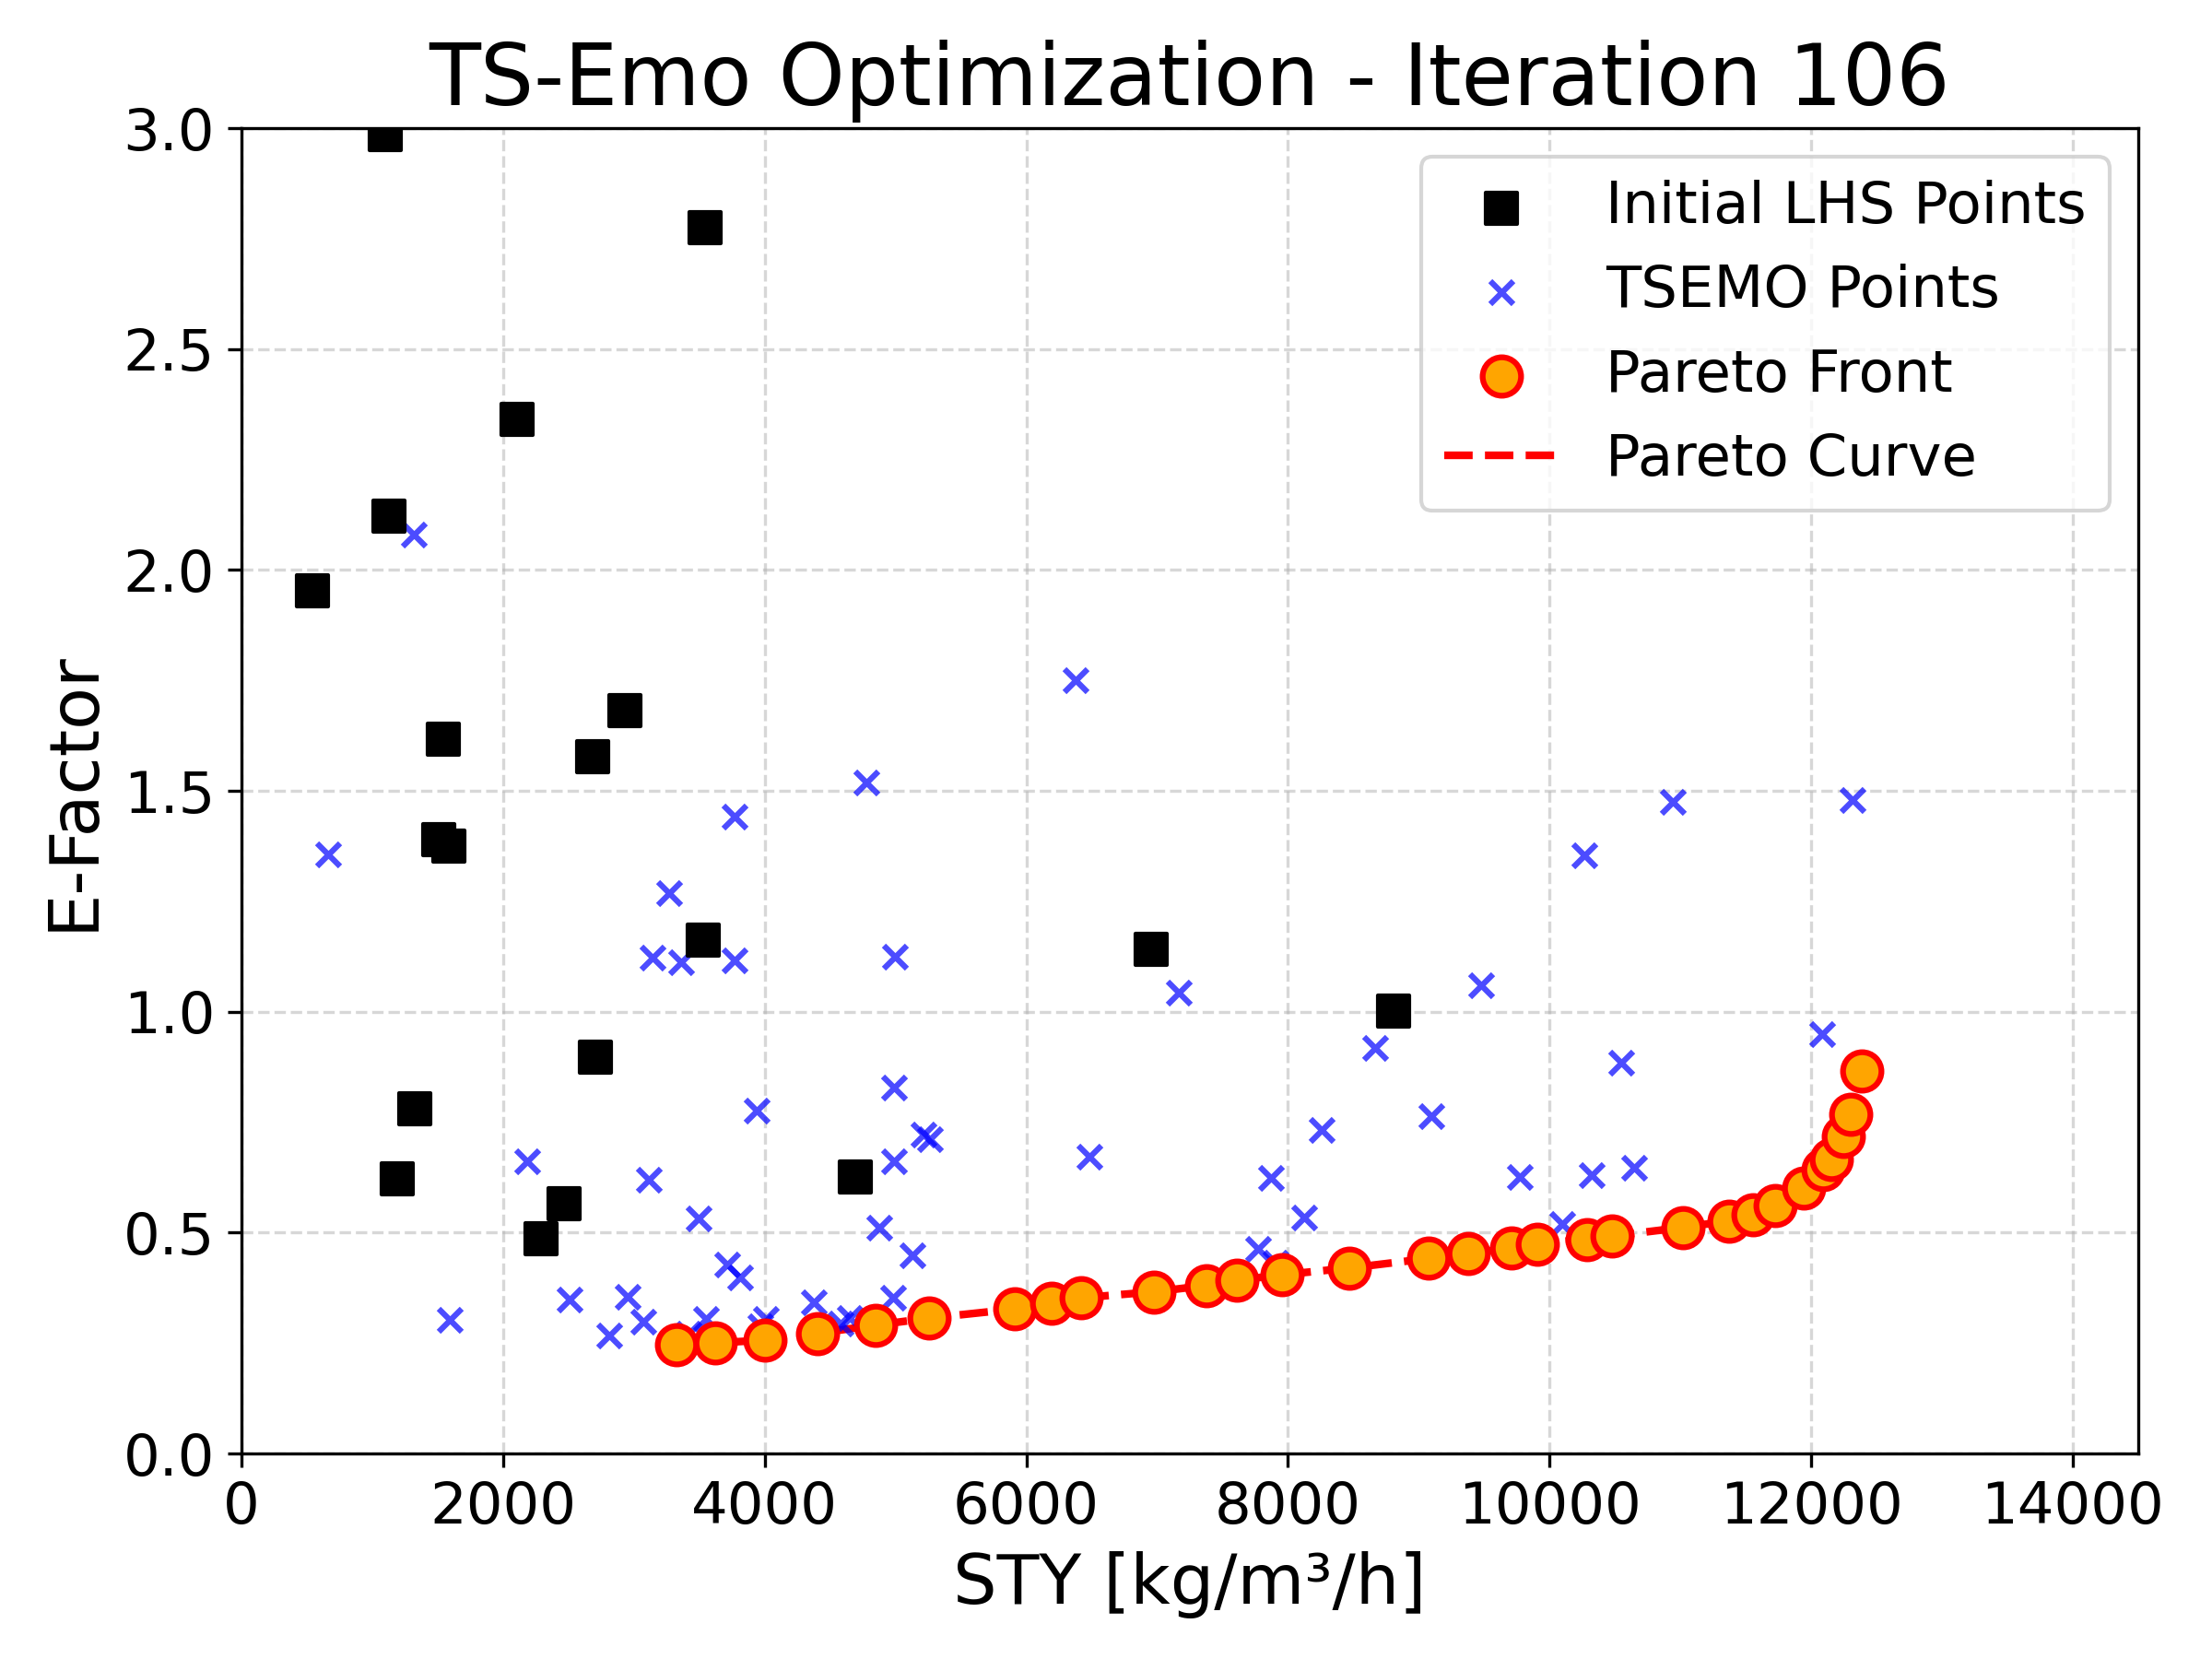 TS-Emo Optimization - Iteration 106
3.0
2.5
2.0
1.5
1.0
0.5
0.0
E-Factor
Initial LHS Points
TSEMO Points
Pareto Front
Pareto Curve
0 2000 4000 6000 8000 10000 12000 14000
STY [kg/m³/h]